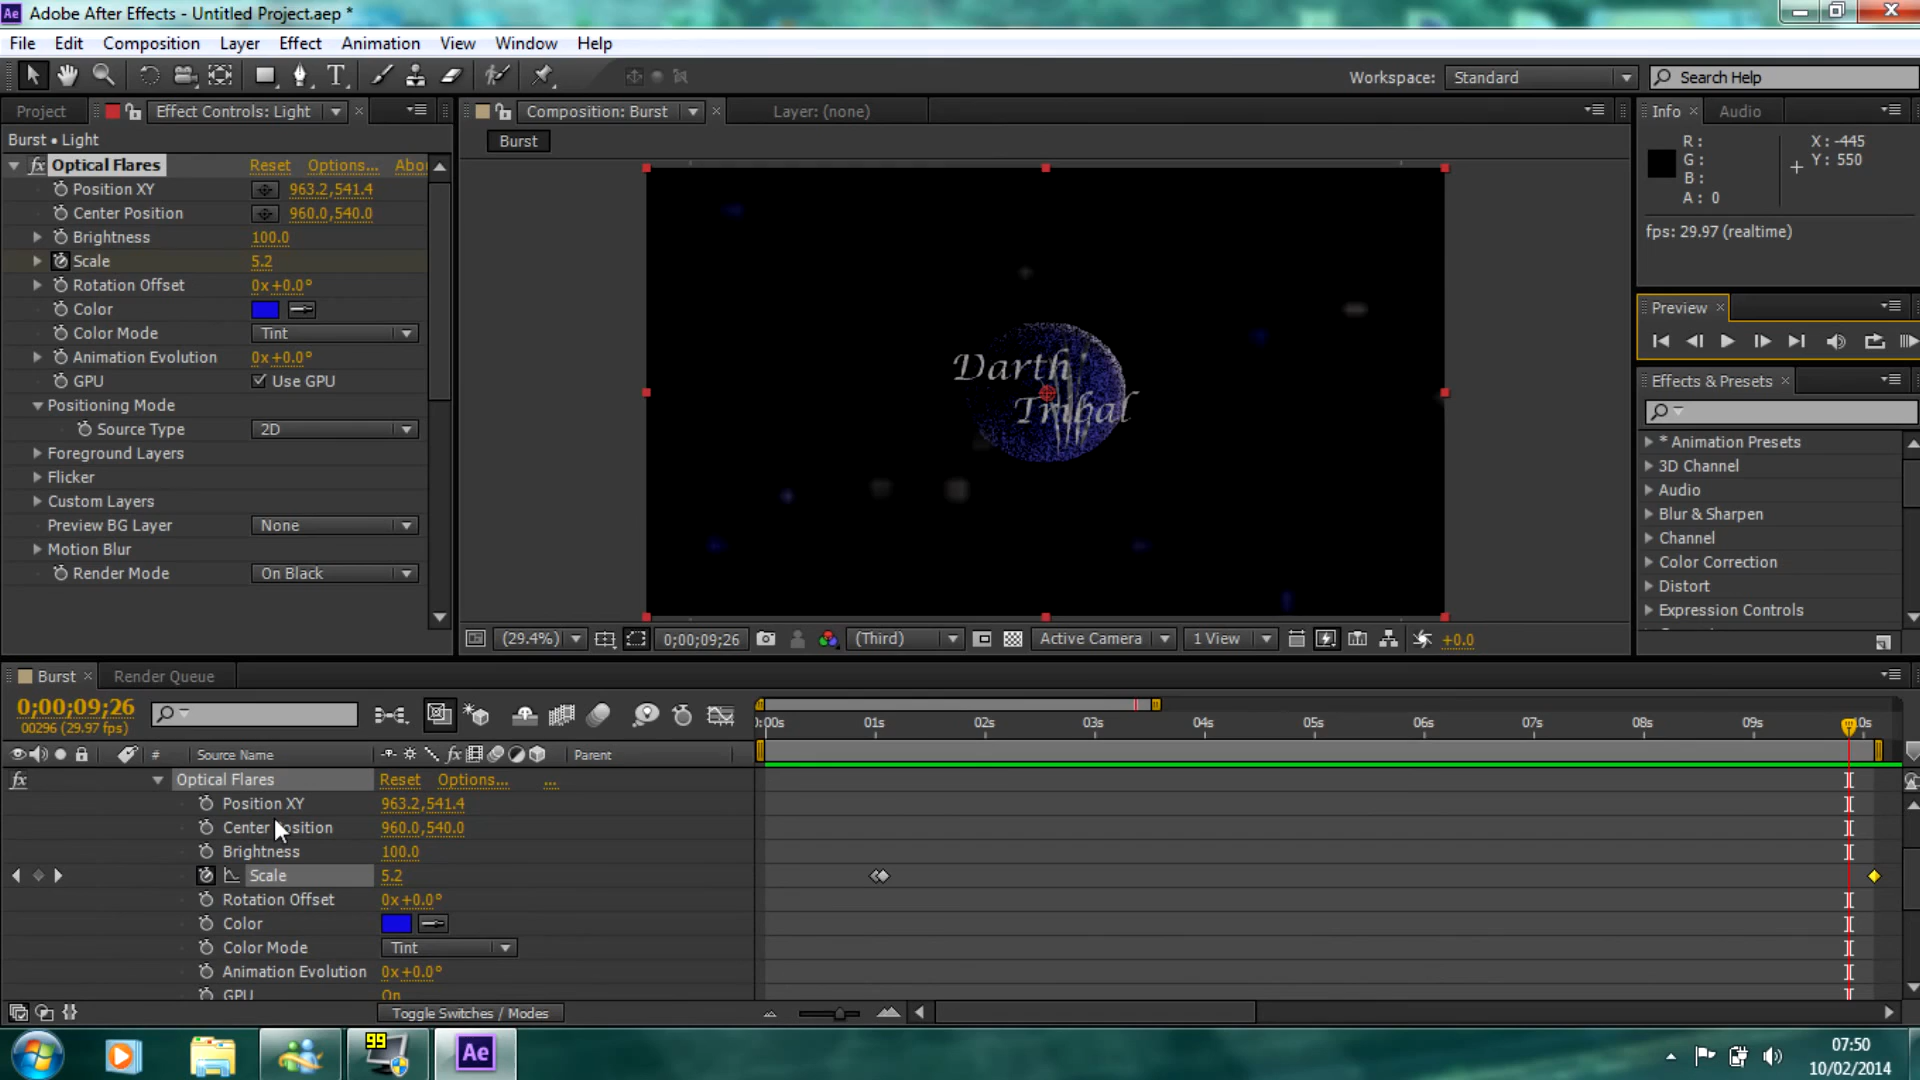 Ae Adobe After Effects - Untitled Project.aep *
File Edit Composition Layer Effect Animation View Window Help
Workspace: Standard Search Help
Project Effect Controls: Light Composition: Burst Layer: (none) Info Audio
Burst • Light
Burst
fx Optical Flares Reset Options... Abo
Position XY 963.2,541.4
Center Position 960.0,540.0
Brightness 100.0
Scale 5.2
Rotation Offset 0x+0.0°
Color
Color Mode Tint
Animation Evolution 0x+0.0°
GPU Use GPU
Positioning Mode
Source Type 2D
Foreground Layers
Flicker
Custom Layers
Preview BG Layer None
Motion Blur
Render Mode On Black
Darth
Tribal
(29.4%) 0;00;09;26 (Third) Active Camera 1 View +0.0
R: X: -445
G: Y: 550
B:
A: 0
fps: 29.97 (realtime)
Preview
Effects & Presets
* Animation Presets
3D Channel
Audio
Blur & Sharpen
Channel
Color Correction
Distort
Expression Controls
Burst Render Queue
0;00;09;26
00296 (29.97 fps)
:00s 01s 02s 03s 04s 05s 06s 07s 08s 09s 0s
# Source Name fx Parent
fx Optical Flares Reset Options... ...
Position XY 963.2,541.4
Center Position 960.0,540.0
Brightness 100.0
Scale 5.2
Rotation Offset 0x+0.0°
Color
Color Mode Tint
Animation Evolution 0x+0.0°
GPU On
Toggle Switches / Modes
99
Ae
07:50
10/02/2014